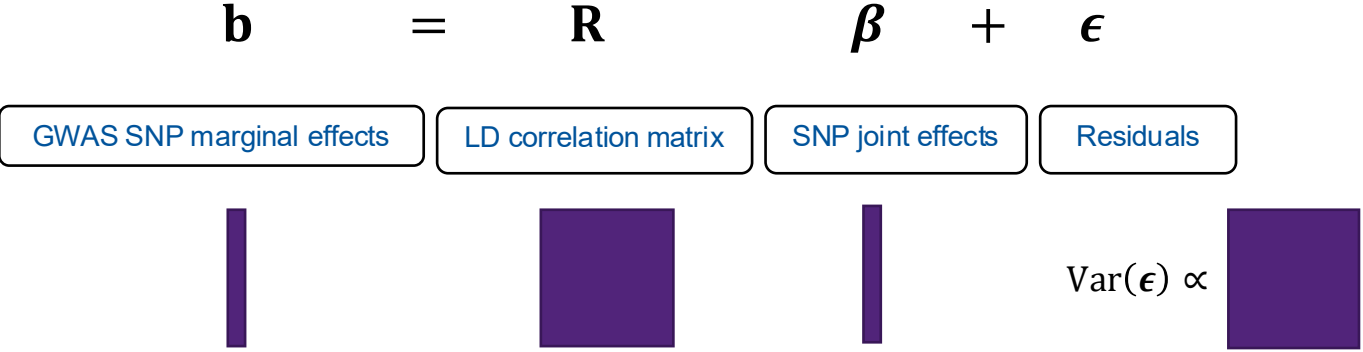 b = R β + ϵ
GWAS SNP marginal effects LD correlation matrix SNP joint effects Residuals
Var(ϵ) ∝